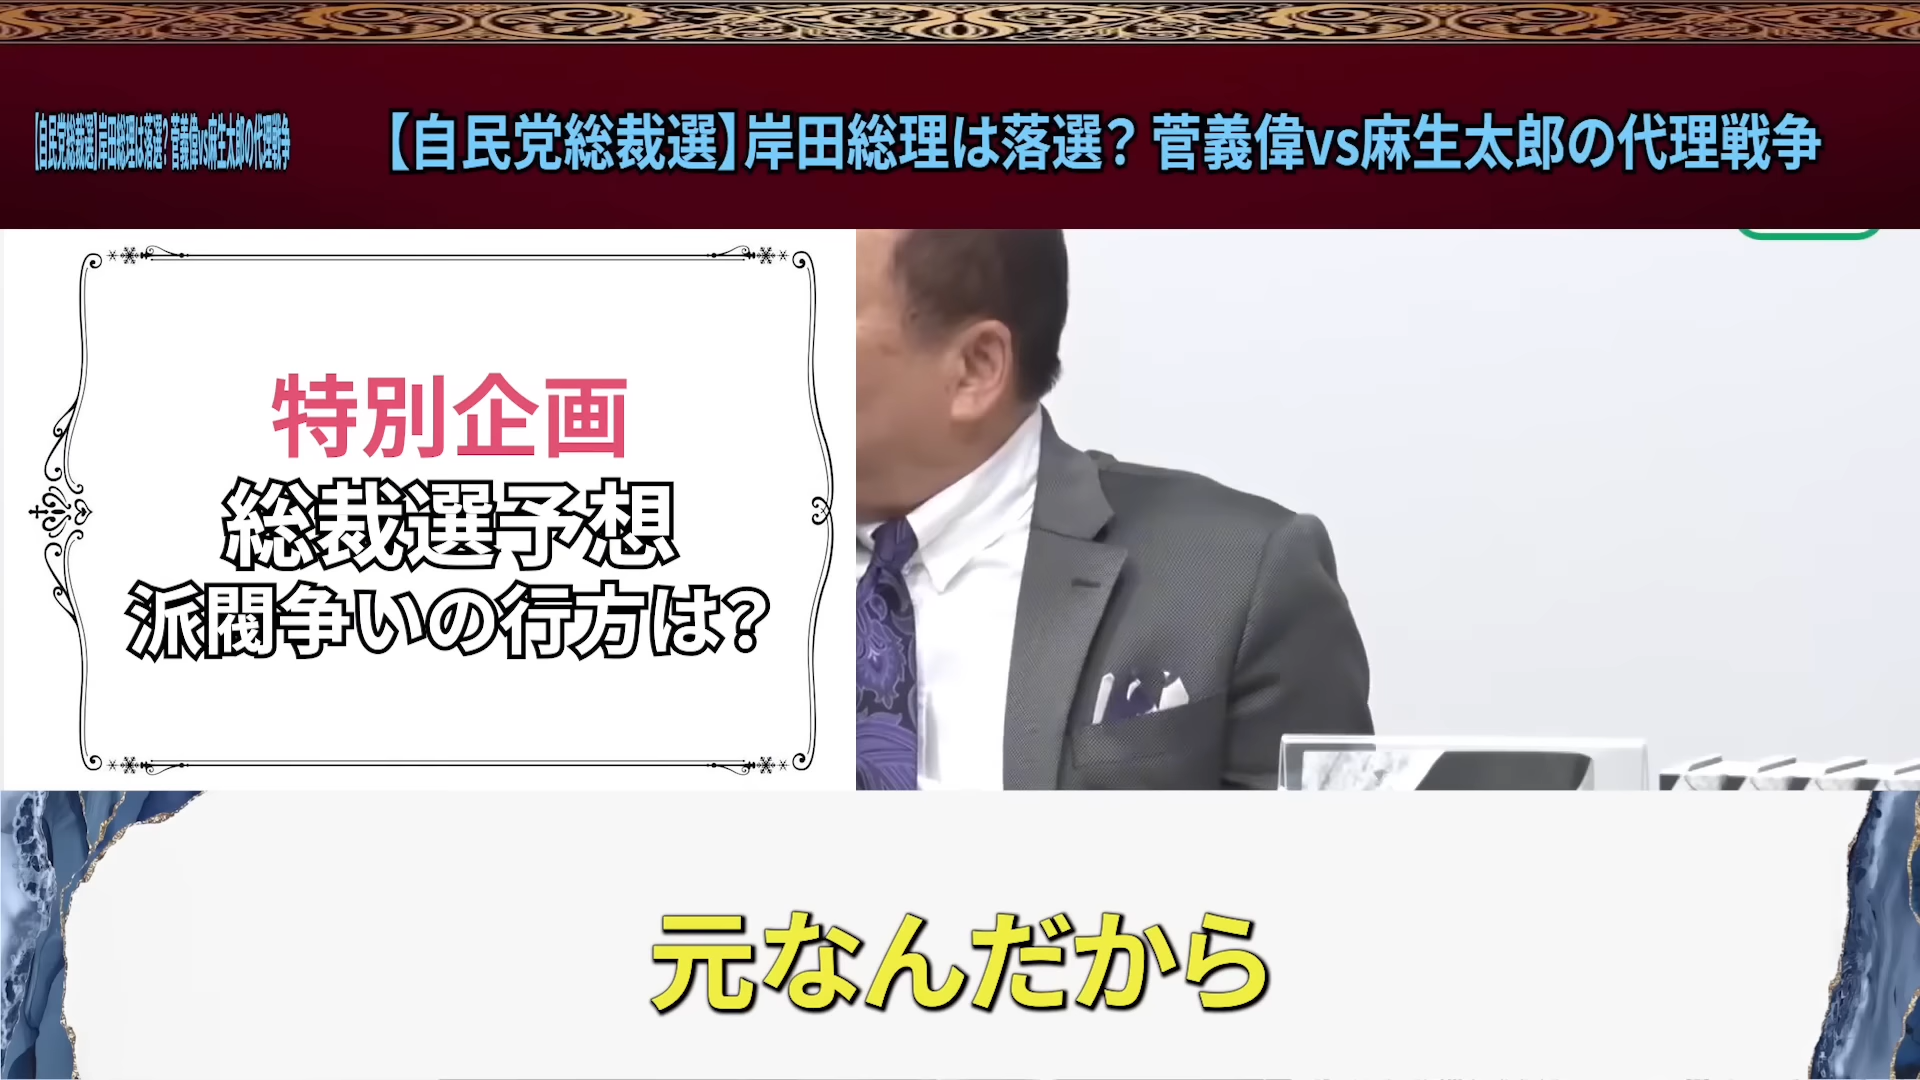 【自民党総裁選】岸田総理は落選？菅義偉vs麻生太郎の代理戦争
【自民党総裁選】岸田総理は落選？菅義偉vs麻生太郎の代理戦争
特別企画
総裁選予想
派閥争いの行方は？
元なんだから